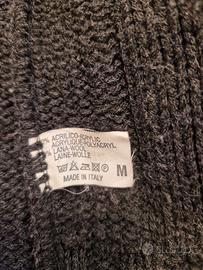 % ACRILICO-ACRYLIC
ACRYLIQUE-POLYACRYL
LANA-WOOL
LAINE-WOLLE
M
MADE IN ITALY